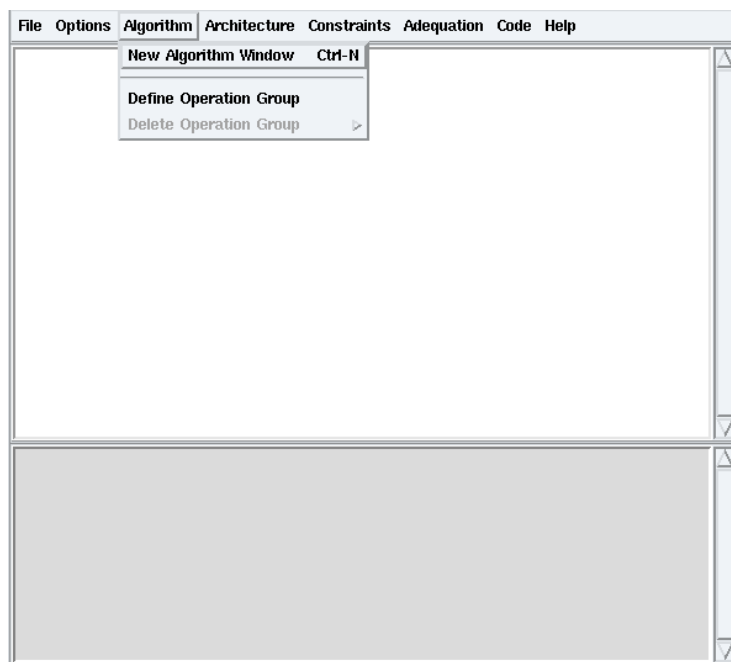 File Options Algorithm Architecture Constraints Adequation Code Help
New Algorithm Window Ctrl-N
Define Operation Group
Delete Operation Group